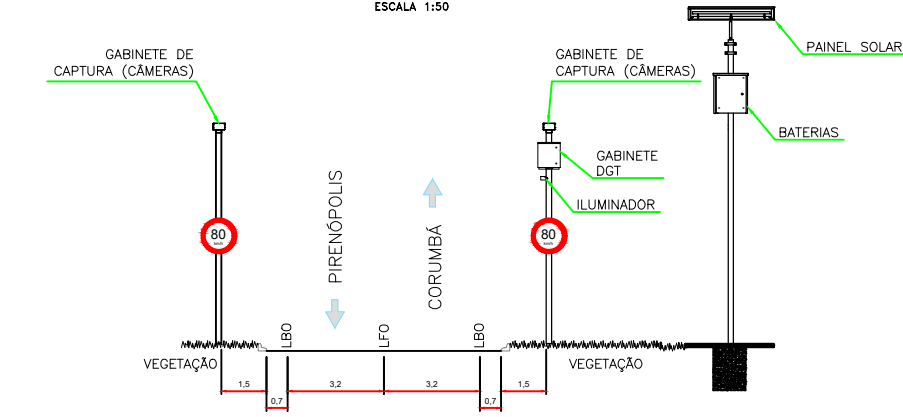 ESCALA 1:50
GABINETE DE
CAPTURA (CÂMERAS)
GABINETE DE
CAPTURA (CÂMERAS)
PAINEL SOLAR
BATERIAS
GABINETE
DGT
ILUMINADOR
80
km/h
80
km/h
PIRENÓPOLIS
CORUMBÁ
LBO
LFO
LBO
VEGETAÇÃO
VEGETAÇÃO
1,5
3,2
3,2
1,5
0,7
0,7